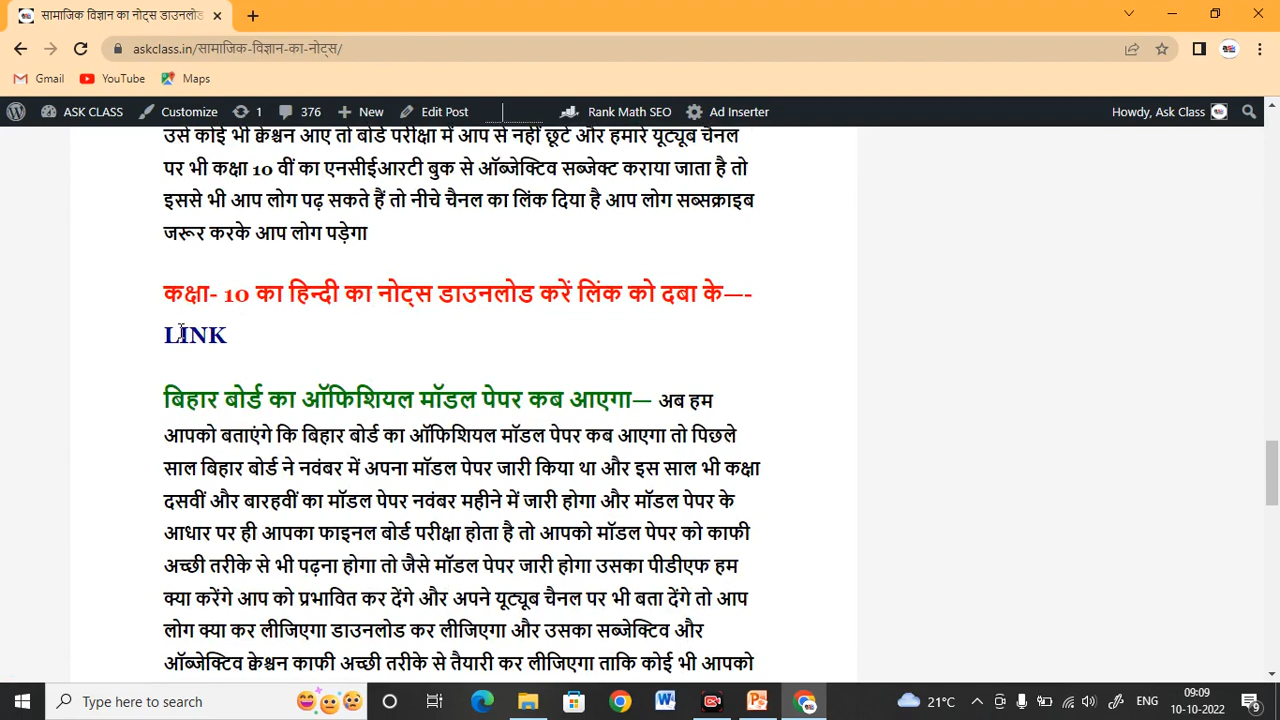 सामाजिक विज्ञान का नोट्स डाउनलोड
askclass.in/सामाजिक-विज्ञान-का-नोट्स/
Gmail YouTube Maps
ASK CLASS Customize 1 376 New Edit Post Rank Math SEO Ad Inserter Howdy, Ask Class
उसे कोई भी क्वेश्चन आए तो बोर्ड परीक्षा में आप से नहीं छूटे और हमारे यूट्यूब चैनल
पर भी कक्षा 10 वीं का एनसीईआरटी बुक से ऑब्जेक्टिव सब्जेक्ट कराया जाता है तो
इससे भी आप लोग पढ़ सकते हैं तो नीचे चैनल का लिंक दिया है आप लोग सब्सक्राइब
जरूर करके आप लोग पड़ेगा
कक्षा- 10 का हिन्दी का नोट्स डाउनलोड करें लिंक को दबा के—-
LINK
बिहार बोर्ड का ऑफिशियल मॉडल पेपर कब आएगा— अब हम
आपको बताएंगे कि बिहार बोर्ड का ऑफिशियल मॉडल पेपर कब आएगा तो पिछले
साल बिहार बोर्ड ने नवंबर में अपना मॉडल पेपर जारी किया था और इस साल भी कक्षा
दसवीं और बारहवीं का मॉडल पेपर नवंबर महीने में जारी होगा और मॉडल पेपर के
आधार पर ही आपका फाइनल बोर्ड परीक्षा होता है तो आपको मॉडल पेपर को काफी
अच्छी तरीके से भी पढ़ना होगा तो जैसे मॉडल पेपर जारी होगा उसका पीडीएफ हम
क्या करेंगे आप को प्रभावित कर देंगे और अपने यूट्यूब चैनल पर भी बता देंगे तो आप
लोग क्या कर लीजिएगा डाउनलोड कर लीजिएगा और उसका सब्जेक्टिव और
ऑब्जेक्टिव क्वेश्चन काफी अच्छी तरीके से तैयारी कर लीजिएगा ताकि कोई भी आपको
Type here to search 21°C ENG 09:09
10-10-2022 9